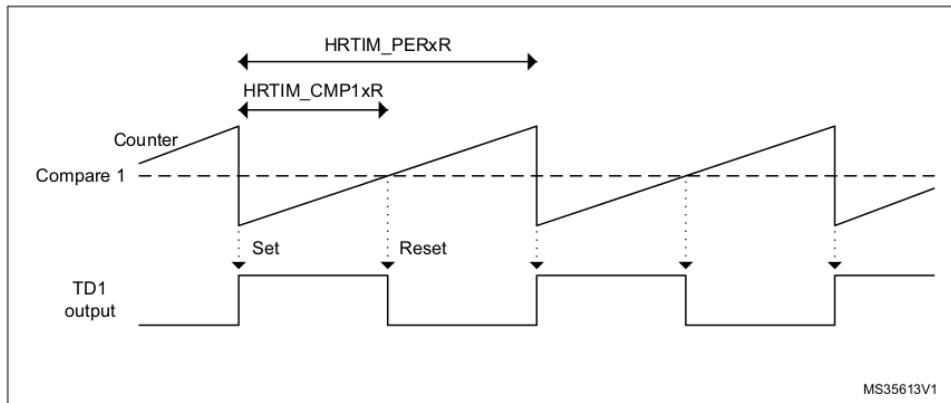 HRTIM_PERxR
HRTIM_CMP1xR
Counter
Compare 1
Set
Reset
TD1
output
MS35613V1